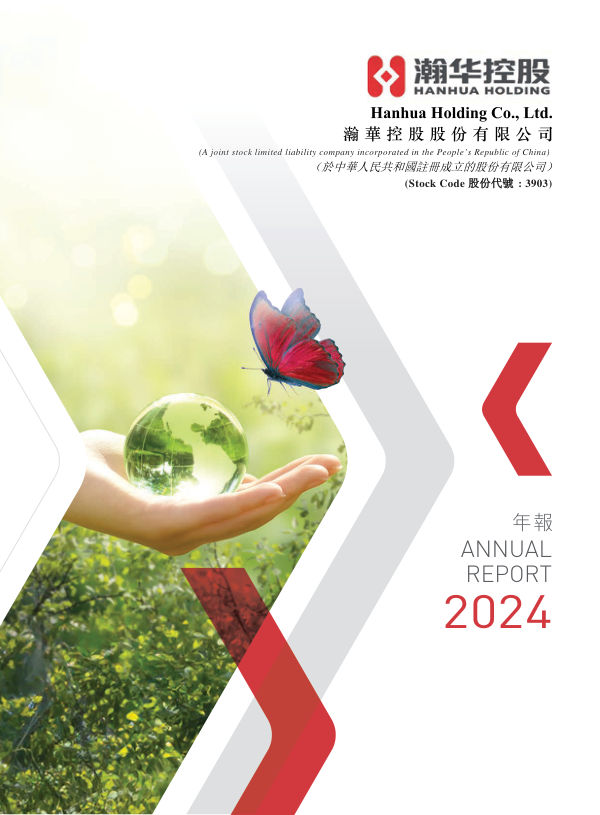 瀚华控股
HANHUA HOLDING
Hanhua Holding Co., Ltd.
瀚華控股股份有限公司
(A joint stock limited liability company incorporated in the People's Republic of China)
（於中華人民共和國註冊成立的股份有限公司）
(Stock Code 股份代號 : 3903)
年報
ANNUAL
REPORT
2024